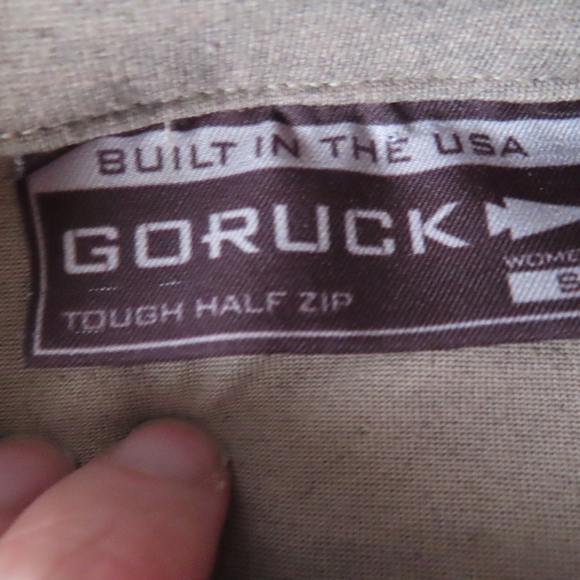 BUILT IN THE USA
GORUCK
TOUGH HALF ZIP